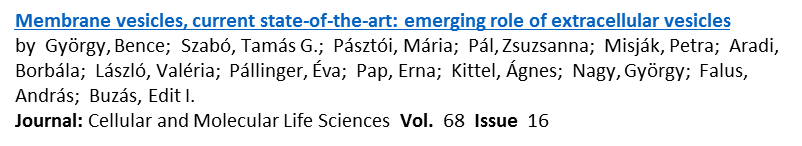 Membrane vesicles, current state-of-the-art: emerging role of extracellular vesicles
by György, Bence; Szabó, Tamás G.; Pásztói, Mária; Pál, Zsuzsanna; Misják, Petra; Aradi,
Borbála; László, Valéria; Pállinger, Éva; Pap, Erna; Kittel, Ágnes; Nagy, György; Falus,
András; Buzás, Edit I.
Journal: Cellular and Molecular Life Sciences Vol. 68 Issue 16